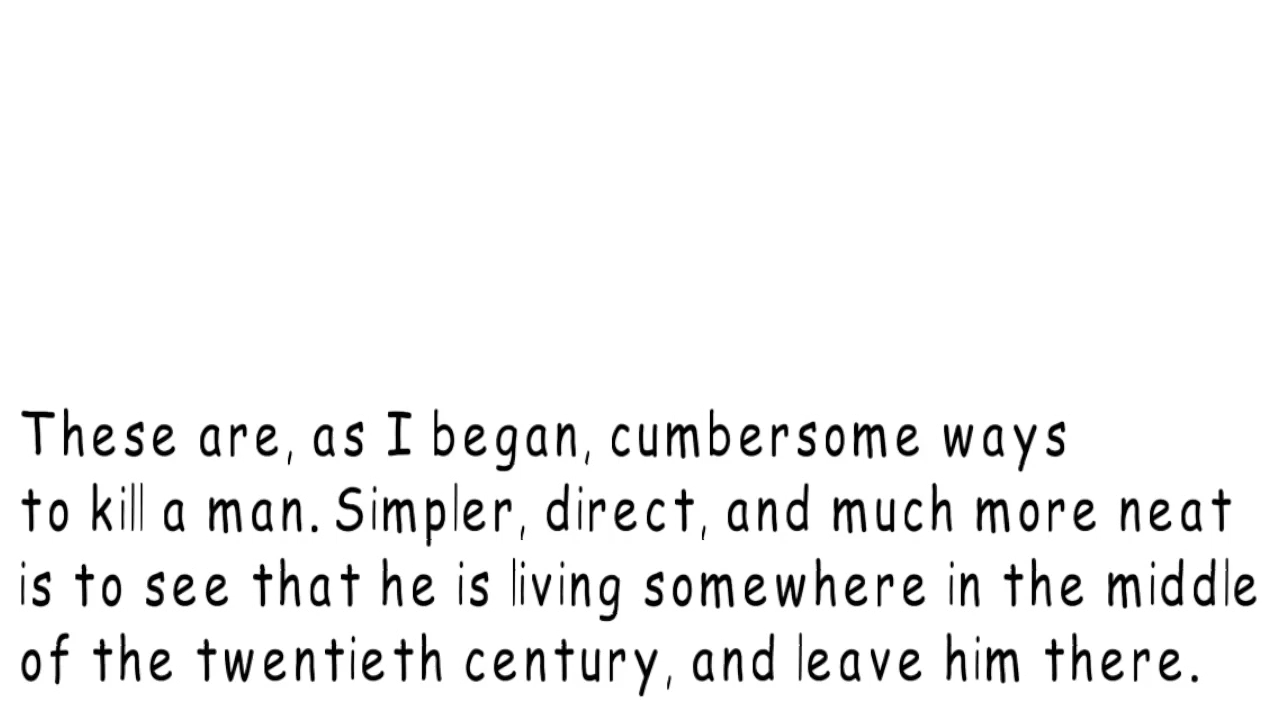 These are, as I began, cumbersome ways
to kill a man. Simpler, direct, and much more neat
is to see that he is living somewhere in the middle
of the twentieth century, and leave him there.